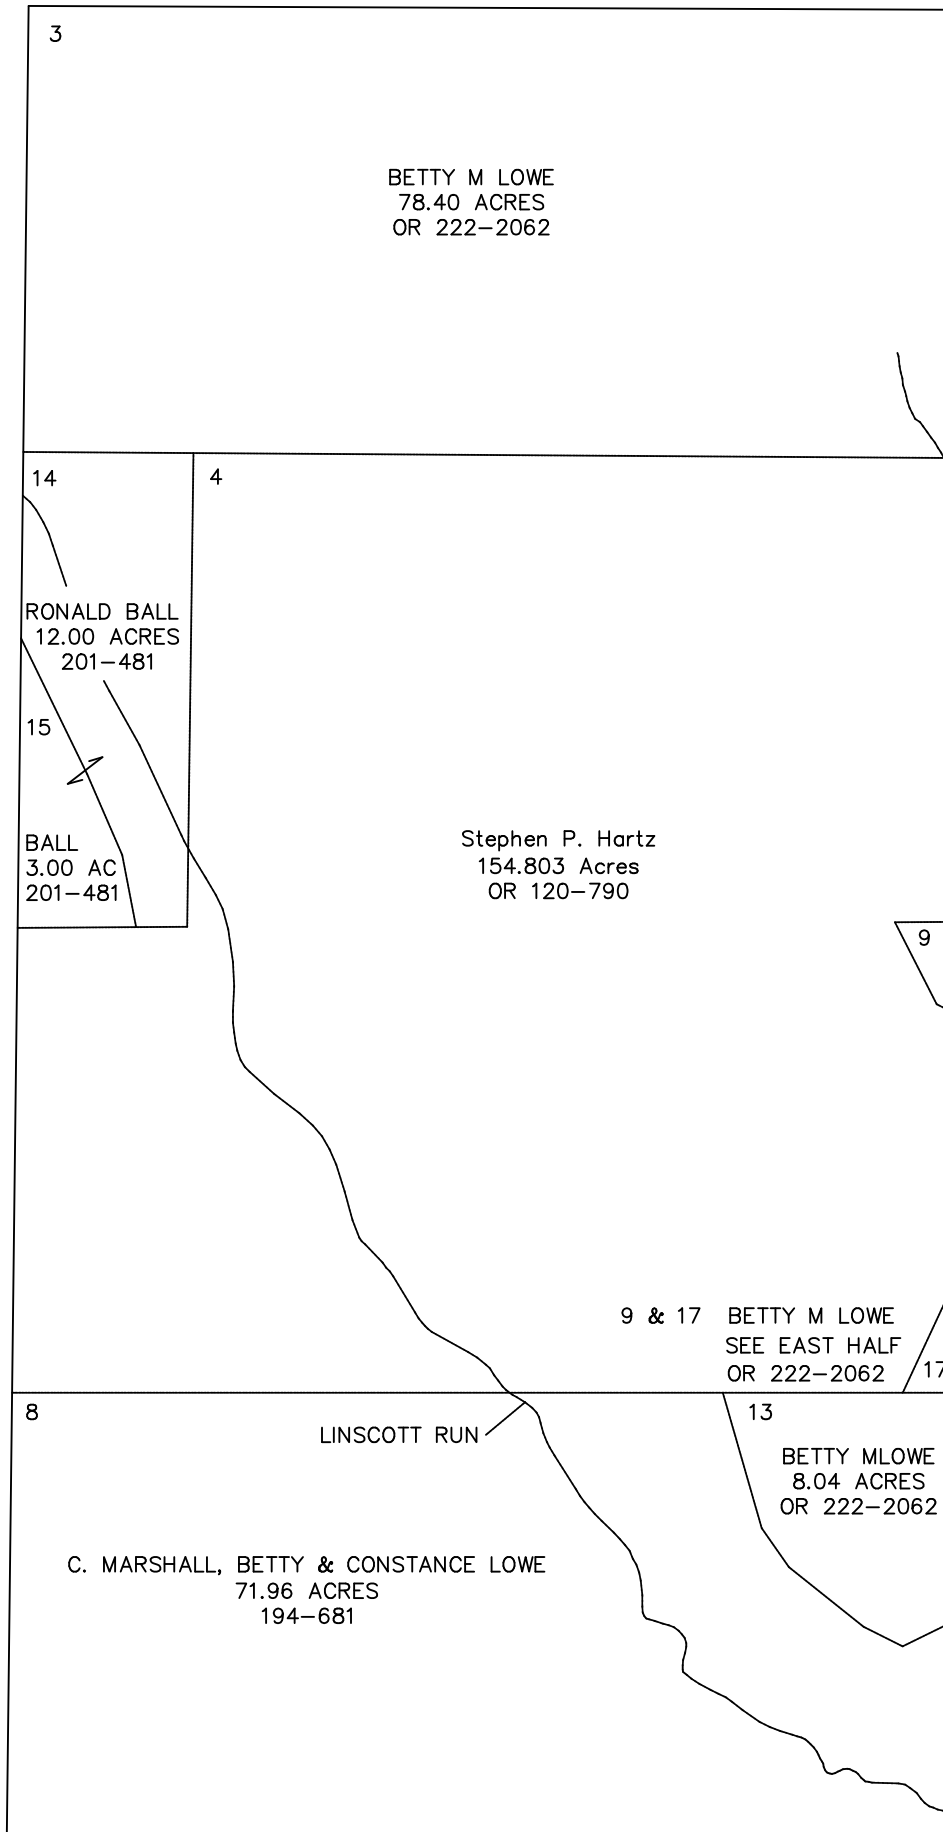 3
BETTY M LOWE
78.40 ACRES
OR 222-2062
14
4
RONALD BALL
12.00 ACRES
201-481
15
BALL
3.00 AC
201-481
Stephen P. Hartz
154.803 Acres
OR 120-790
9
9 & 17 BETTY M LOWE
SEE EAST HALF
OR 222-2062
17
8
13
LINSCOTT RUN
BETTY MLOWE
8.04 ACRES
OR 222-2062
C. MARSHALL, BETTY & CONSTANCE LOWE
71.96 ACRES
194-681